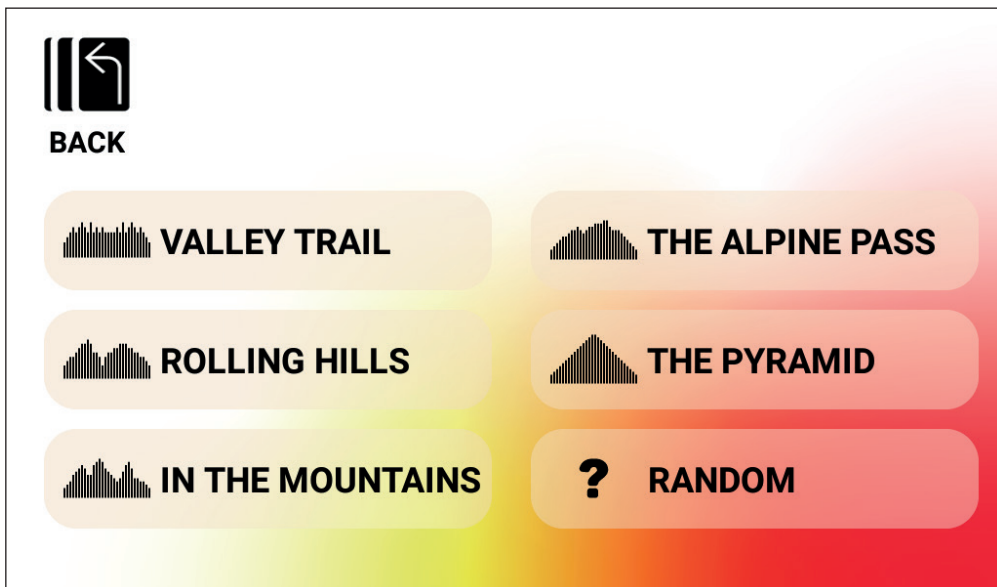 BACK
VALLEY TRAIL
THE ALPINE PASS
ROLLING HILLS
THE PYRAMID
IN THE MOUNTAINS
? RANDOM